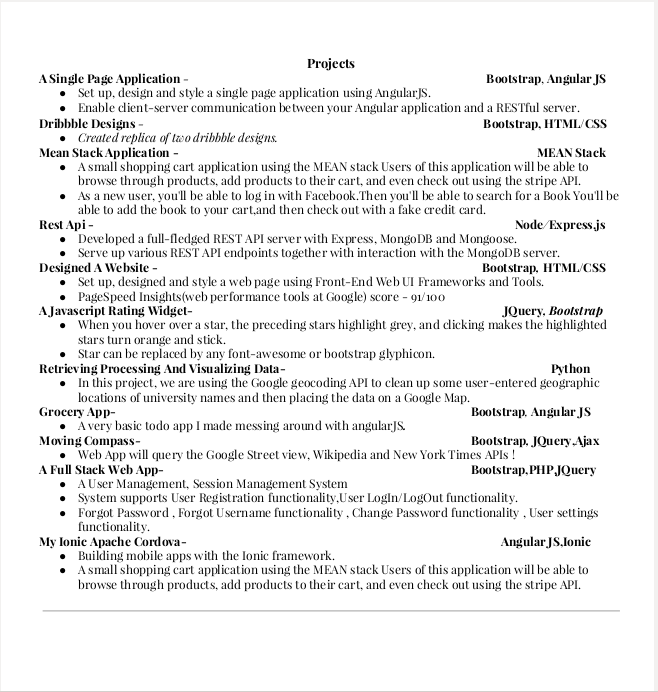 Projects
A Single Page Application - Bootstrap, Angular JS
● Set up, design and style a single page application using AngularJS.
● Enable client-server communication between your Angular application and a RESTful server.
Dribbble Designs - Bootstrap, HTML/CSS
● Created replica of two dribbble designs.
Mean Stack Application - MEAN Stack
● A small shopping cart application using the MEAN stack Users of this application will be able to
browse through products, add products to their cart, and even check out using the stripe API.
● As a new user, you'll be able to log in with Facebook.Then you'll be able to search for a Book You'll be
able to add the book to your cart,and then check out with a fake credit card.
Rest Api - Node/Express.js
● Developed a full-fledged REST API server with Express, MongoDB and Mongoose.
● Serve up various REST API endpoints together with interaction with the MongoDB server.
Designed A Website - Bootstrap, HTML/CSS
● Set up, designed and style a web page using Front-End Web UI Frameworks and Tools.
● PageSpeed Insights(web performance tools at Google) score - 91/100
A Javascript Rating Widget- JQuery, Bootstrap
● When you hover over a star, the preceding stars highlight grey, and clicking makes the highlighted
stars turn orange and stick.
● Star can be replaced by any font-awesome or bootstrap glyphicon.
Retrieving Processing And Visualizing Data- Python
● In this project, we are using the Google geocoding API to clean up some user-entered geographic
locations of university names and then placing the data on a Google Map.
Grocery App- Bootstrap, Angular JS
● A very basic todo app I made messing around with angularJS.
Moving Compass- Bootstrap, JQuery.Ajax
● Web App will query the Google Street view, Wikipedia and New York Times APIs !
A Full Stack Web App- Bootstrap,PHP,JQuery
● A User Management, Session Management System
● System supports User Registration functionality,User LogIn/LogOut functionality.
● Forgot Password , Forgot Username functionality , Change Password functionality , User settings
functionality.
My Ionic Apache Cordova- Angular JS,Ionic
● Building mobile apps with the Ionic framework.
● A small shopping cart application using the MEAN stack Users of this application will be able to
browse through products, add products to their cart, and even check out using the stripe API.